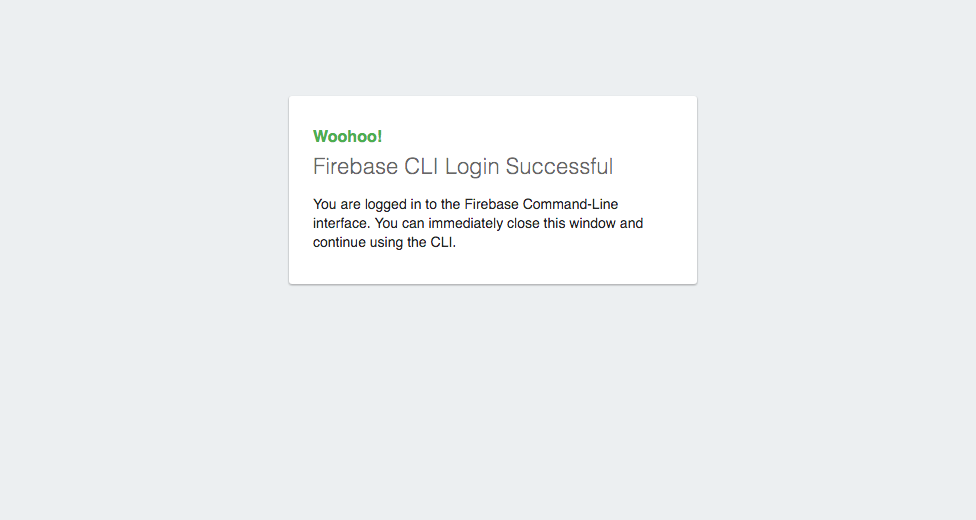 Woohoo!
Firebase CLI Login Successful
You are logged in to the Firebase Command-Line
interface. You can immediately close this window and
continue using the CLI.